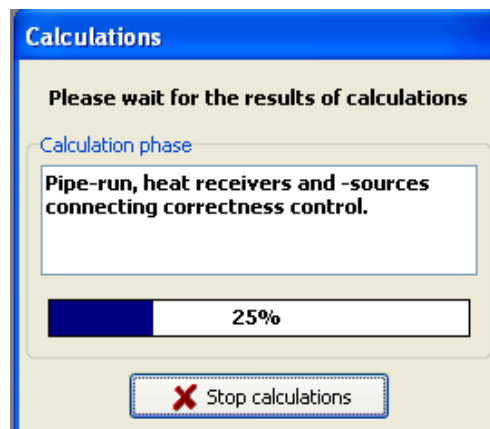 Calculations
Please wait for the results of calculations
Calculation phase
Pipe-run, heat receivers and -sources
connecting correctness control.
25%
Stop calculations